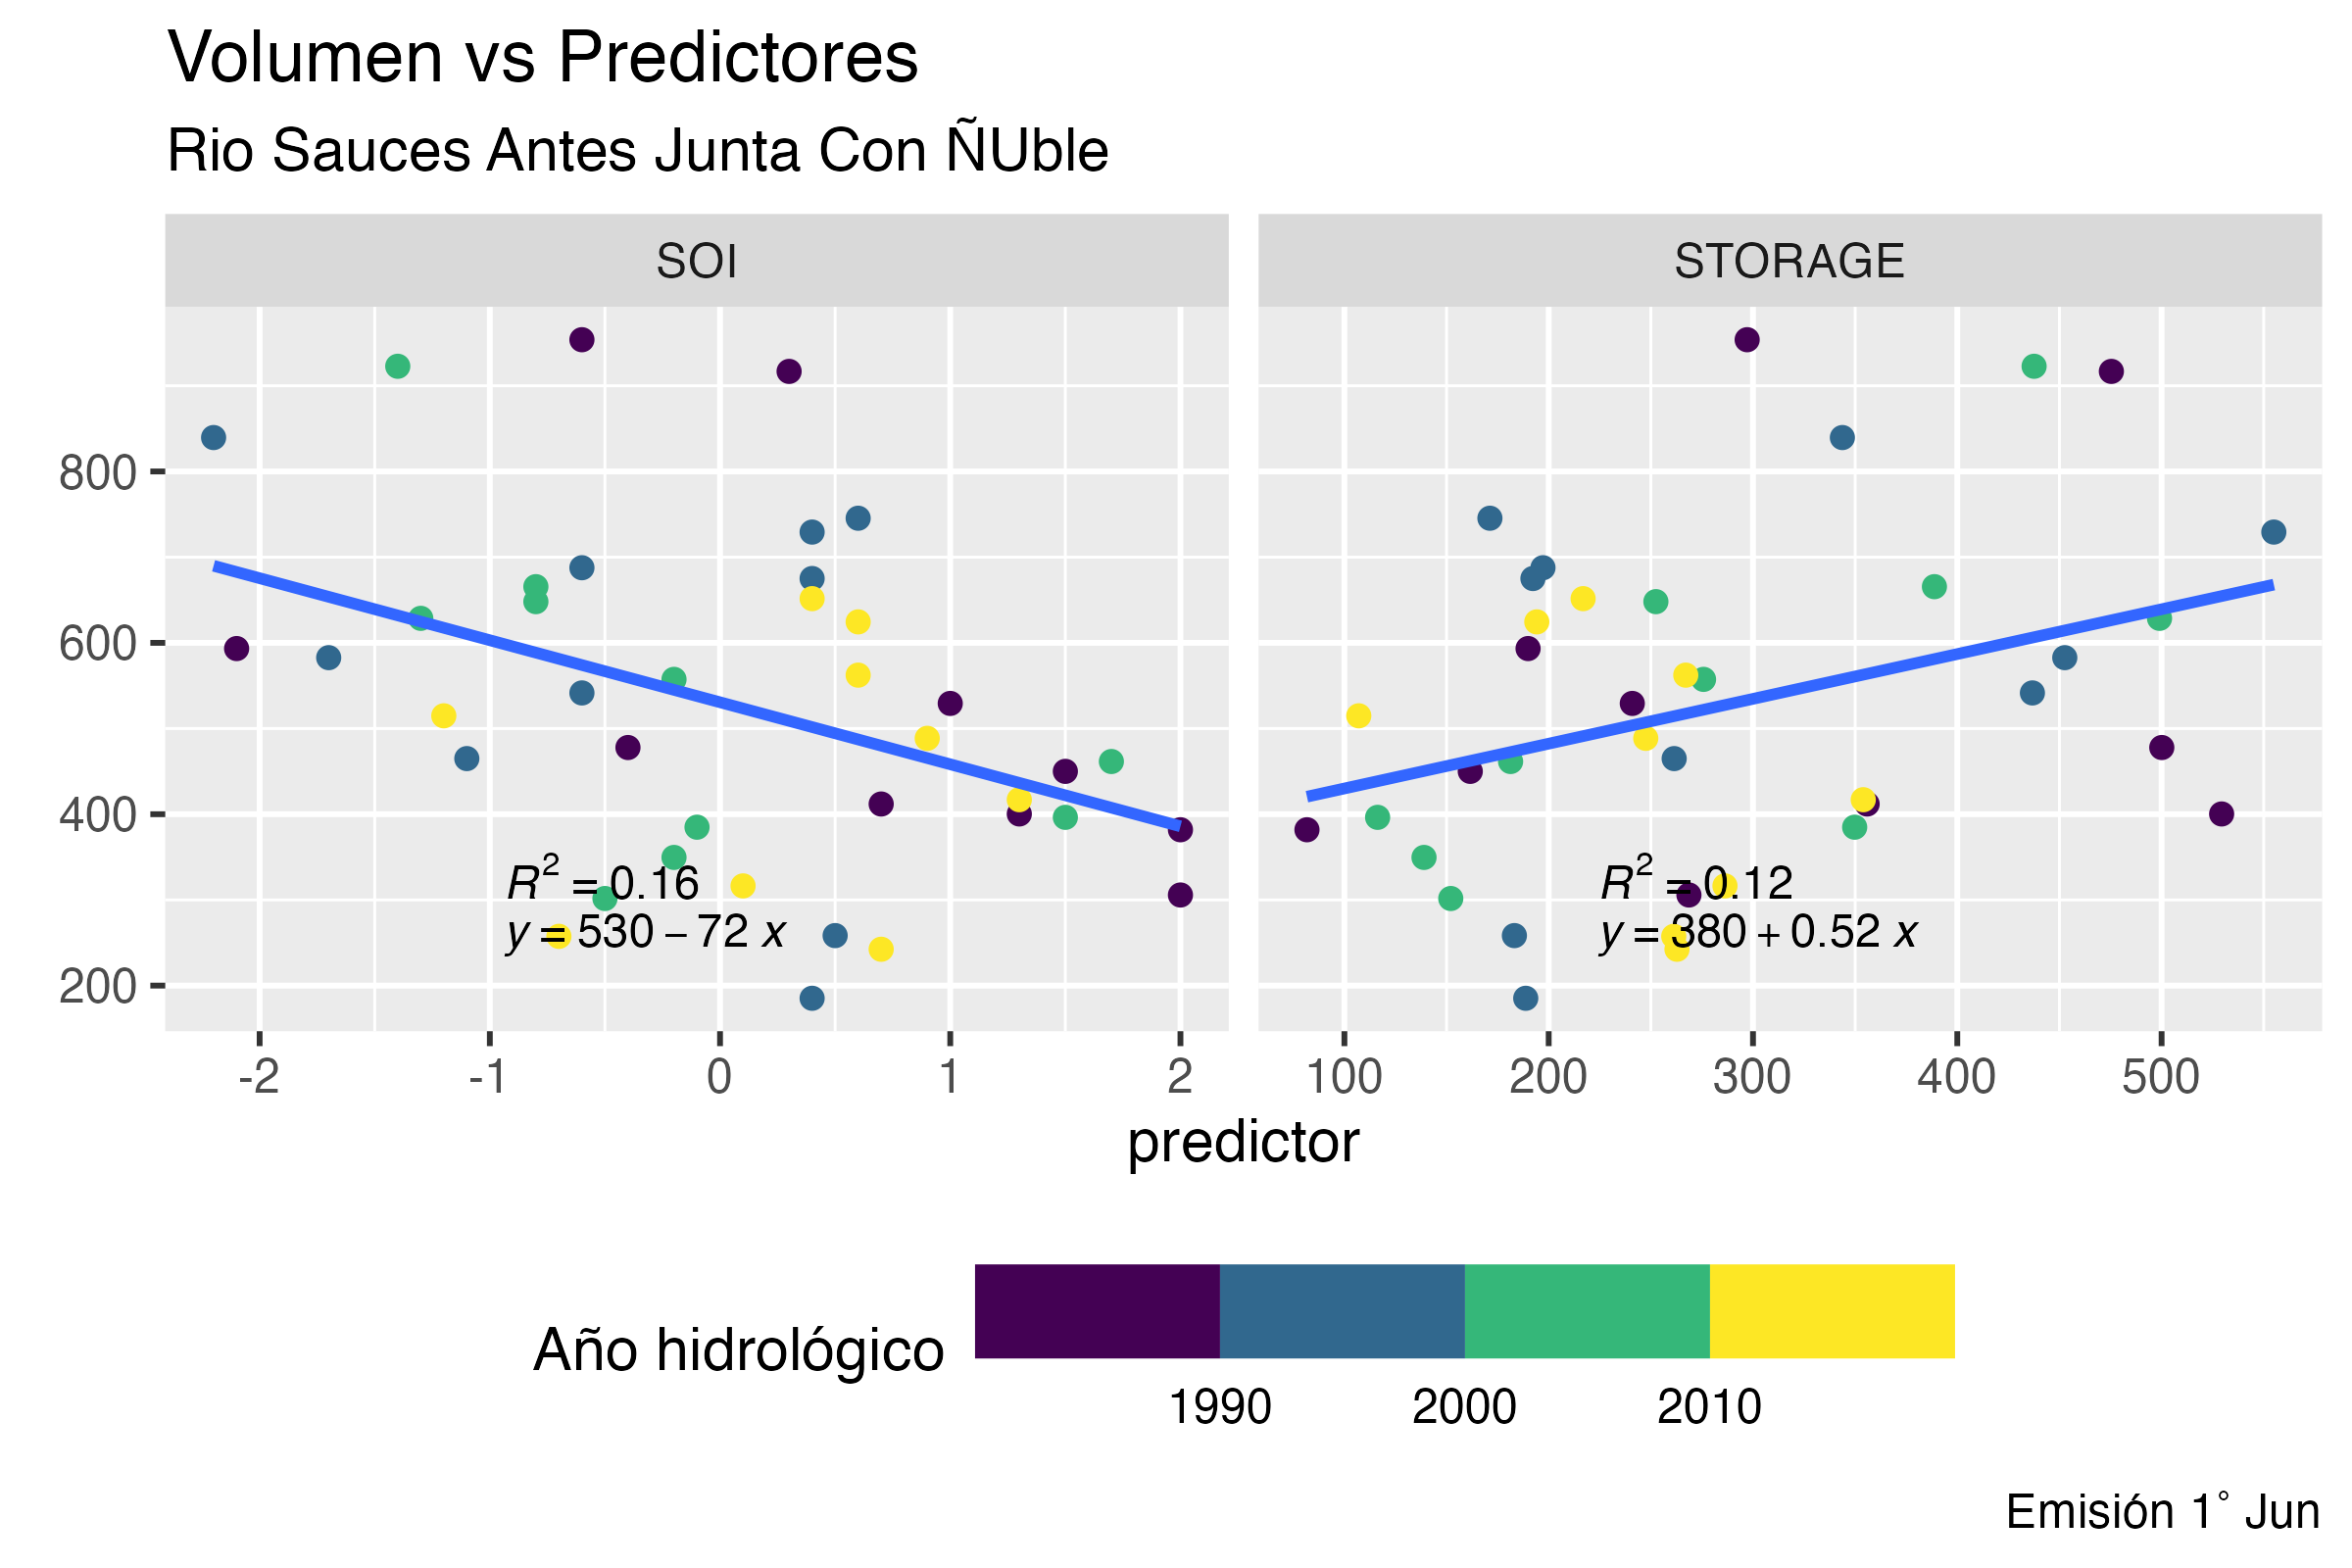 Volumen vs Predictores
Rio Sauces Antes Junta Con ÑUble
SOI
STORAGE
800
600
400
200
R² = 0.16
y = 530 − 72 x
R² = 0.12
y = 380 + 0.52 x
-2 -1 0 1 2
100 200 300 400 500
predictor
Año hidrológico
1990 2000 2010
Emisión 1° Jun